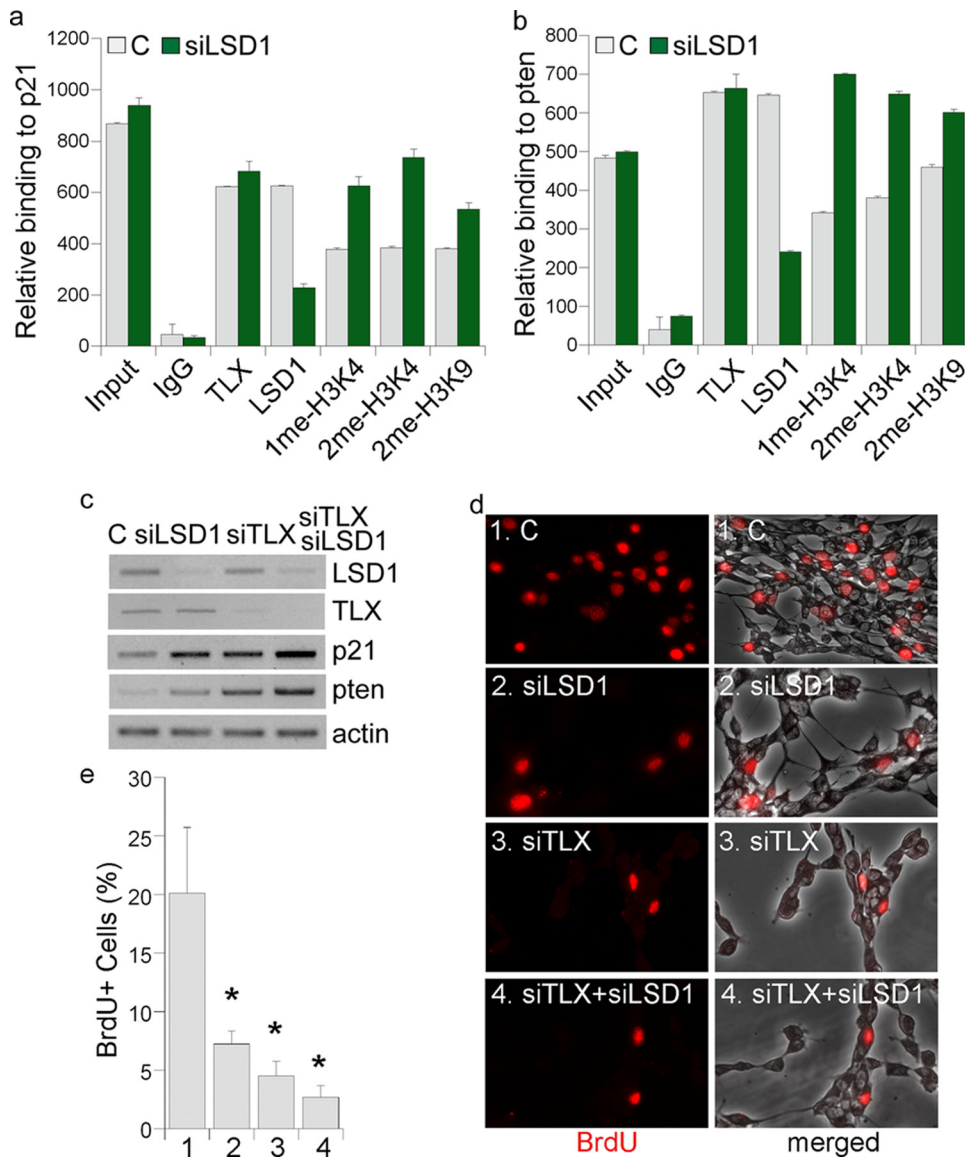 a
1200
1000
800
600
400
200
0
Relative binding to p21
C siLSD1
Input IgG TLX LSD1 1me-H3K4 2me-H3K4 2me-H3K9
b
800
700
600
500
400
300
200
100
0
Relative binding to pten
C siLSD1
Input IgG TLX LSD1 1me-H3K4 2me-H3K4 2me-H3K9
c
C siLSD1 siTLX siTLX
siLSD1
LSD1
TLX
p21
pten
actin
d
1. C 1. C
2. siLSD1 2. siLSD1
3. siTLX 3. siTLX
4. siTLX+siLSD1 4. siTLX+siLSD1
BrdU merged
e
30
25
20
15
10
5
0
BrdU+ Cells (%)
* * *
1 2 3 4